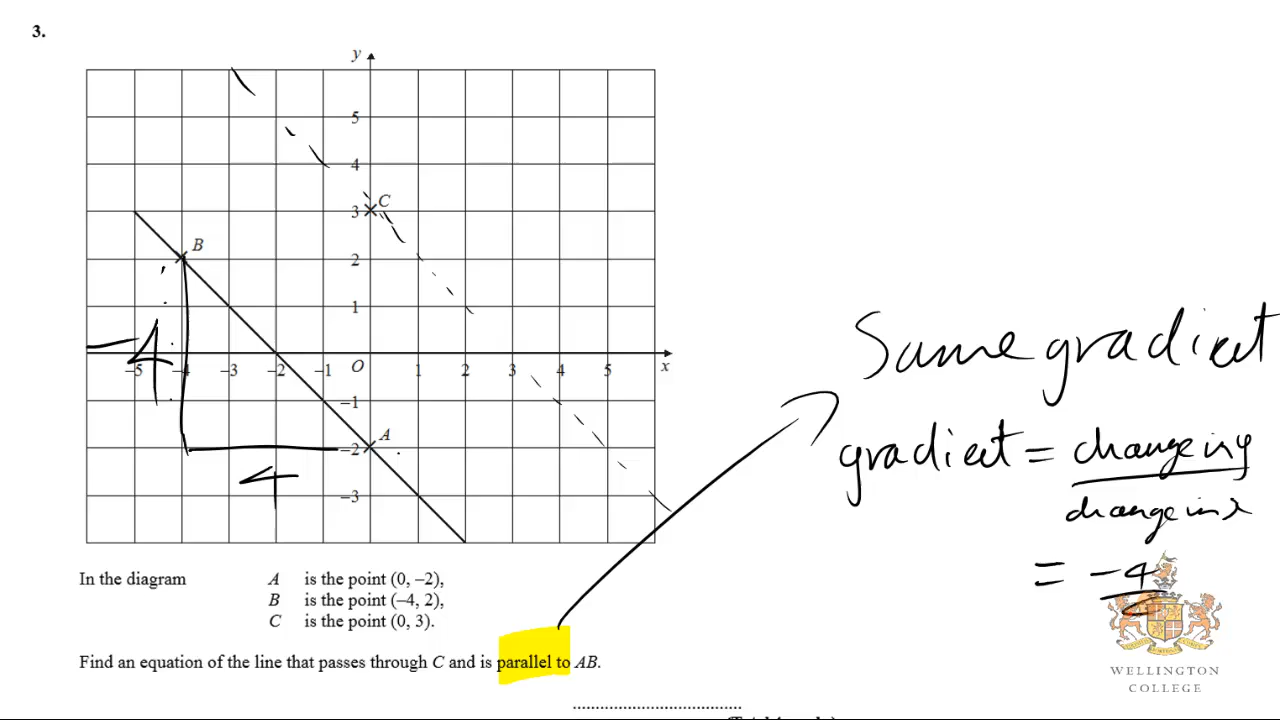 3.
y
5
4
C
3
B
2
1
-4
-5 -4 -3 -2 -1 O 1 2 3 4 5 x
-1
A
-2
4
-3
Same gradient
gradient = change in y
change in x
= -4
In the diagram A is the point (0, –2),
B is the point (–4, 2),
C is the point (0, 3).
Find an equation of the line that passes through C and is parallel to AB.
WELLINGTON
COLLEGE